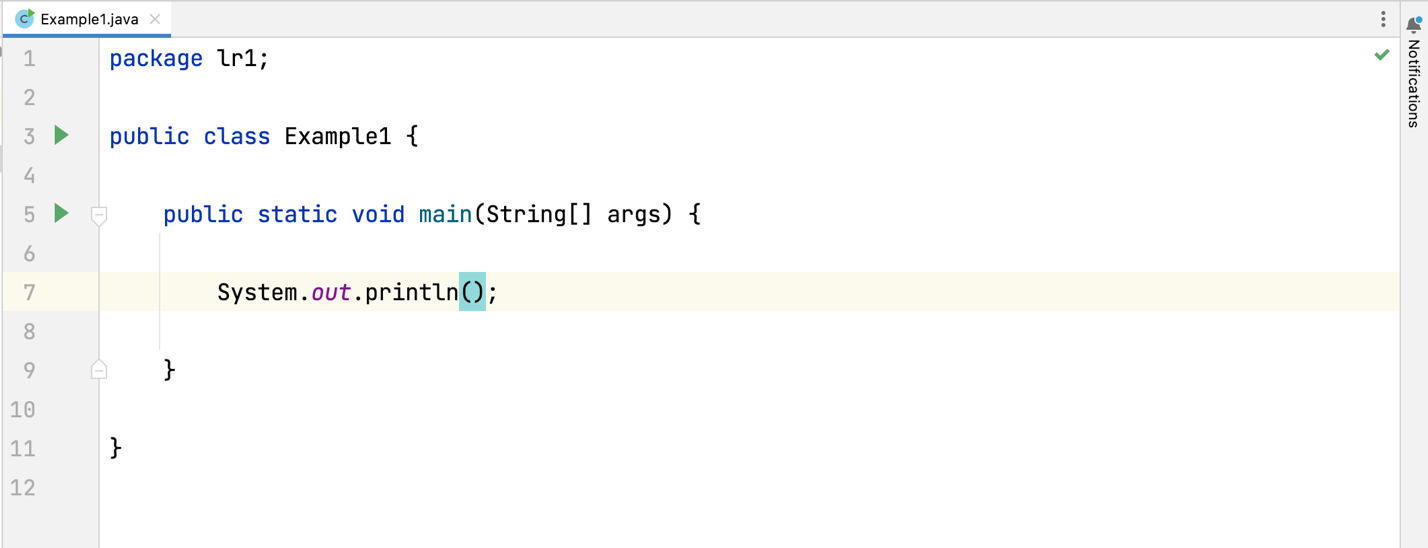 Example1.java
1 package lr1;
2
3 public class Example1 {
4
5 public static void main(String[] args) {
6
7 System.out.println();
8
9 }
10
11 }
12
Notifications